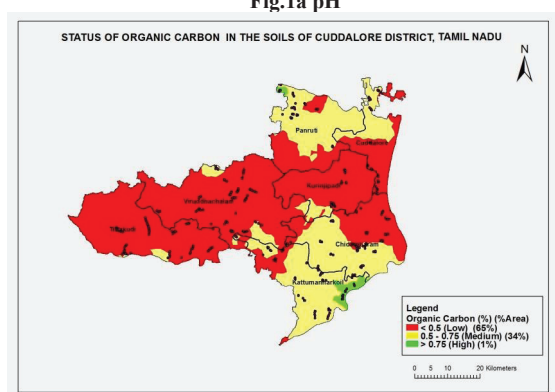 Fig.1a pH
STATUS OF ORGANIC CARBON IN THE SOILS OF CUDDALORE DISTRICT, TAMIL NADU
N
Panruti
Cuddalore
Kurinjipadi
Virudhachalam
Tittagudi
Chidambaram
Kattumannarkoil
Legend
Organic Carbon (%) (%Area)
< 0.5 (Low) (65%)
0.5 - 0.75 (Medium) (34%)
> 0.75 (High) (1%)
0 5 10 20 Kilometers